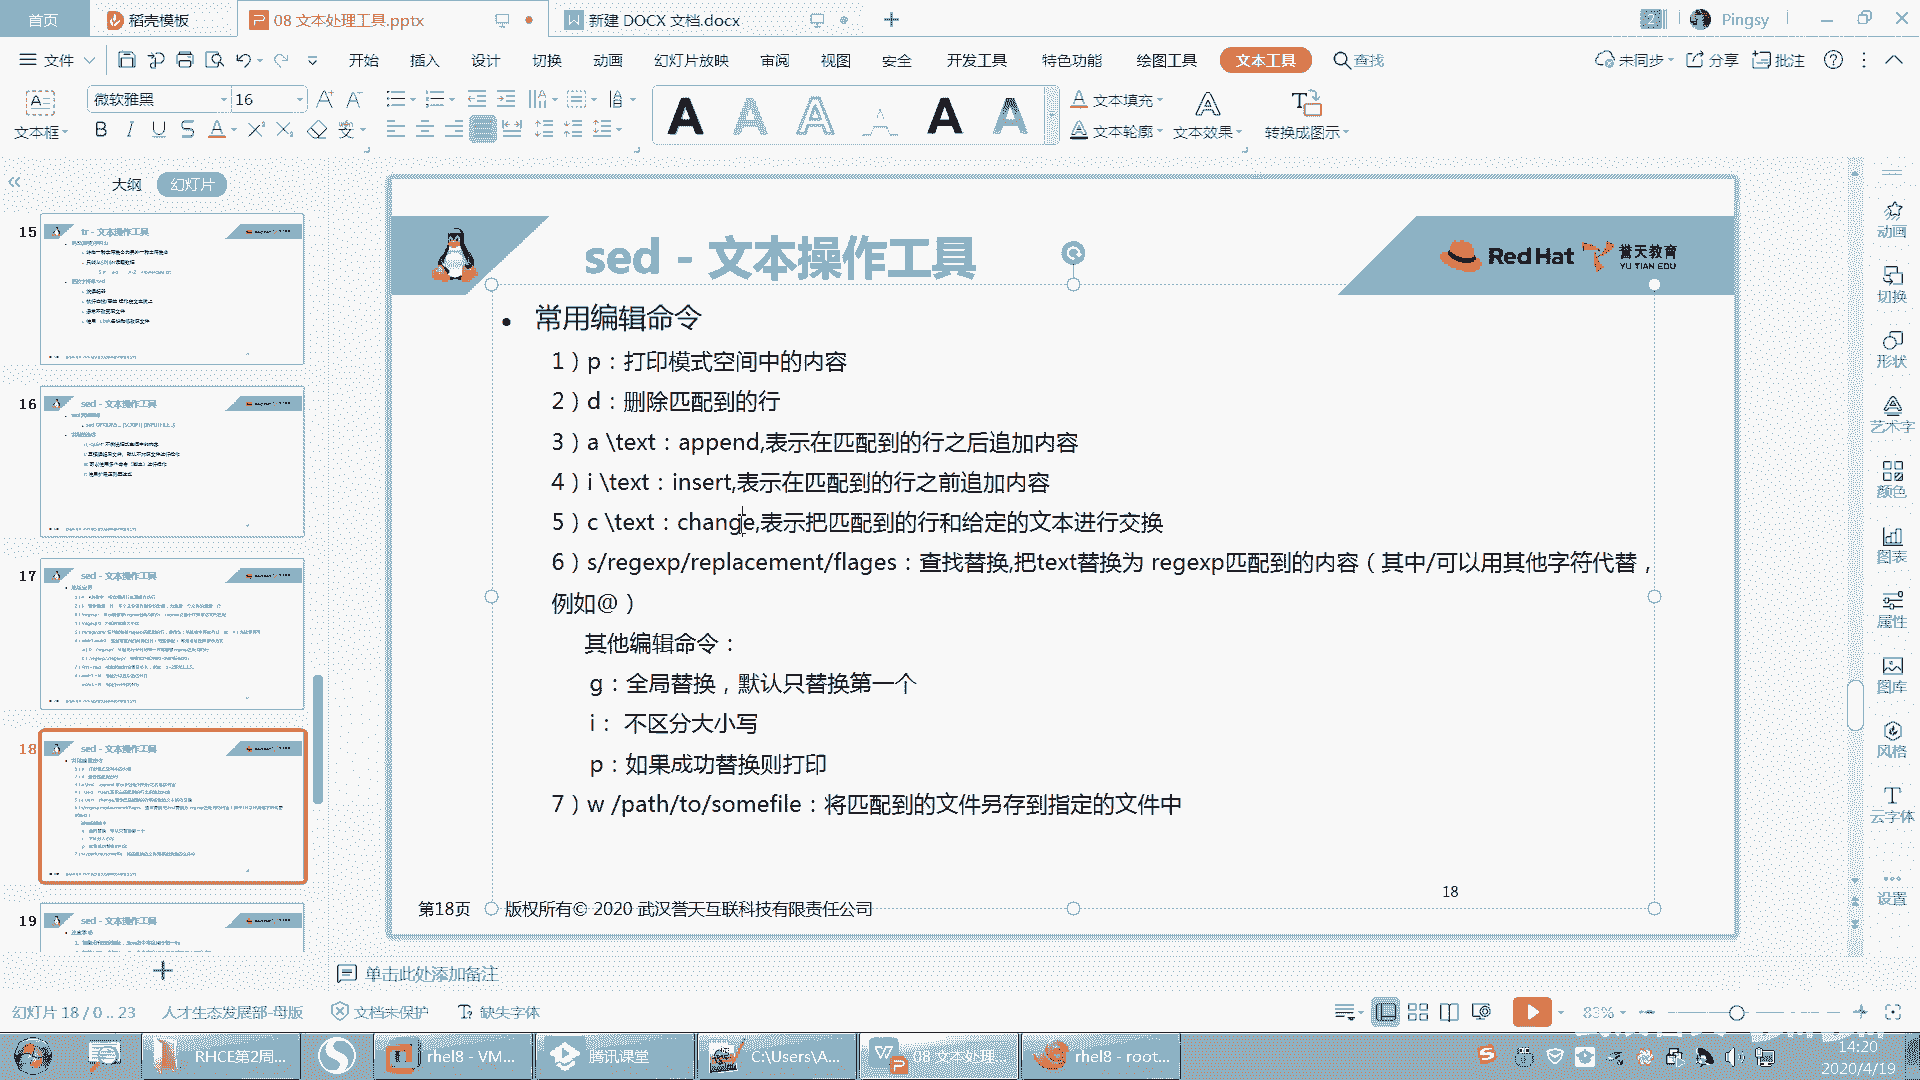 首页
稻壳模板
08 文本处理工具.pptx
新建 DOCX 文档.docx
2
Pingsy
文件
开始
插入
设计
切换
动画
幻灯片放映
审阅
视图
安全
开发工具
特色功能
绘图工具
文本工具
查找
未同步
分享
批注
文本框
微软雅黑
16
文本填充
文本轮廓
文本效果
转换成图示
大纲
幻灯片
15
tr - 文本操作工具
16
sed - 文本操作工具
17
sed - 文本操作工具
18
sed - 文本操作工具
19
sed - 文本操作工具
sed - 文本操作工具
Red Hat
誉天教育
YU TIAN EDU
• 常用编辑命令
1）p：打印模式空间中的内容
2）d：删除匹配到的行
3）a \text：append,表示在匹配到的行之后追加内容
4）i \text：insert,表示在匹配到的行之前追加内容
5）c \text：change,表示把匹配到的行和给定的文本进行交换
6）s/regexp/replacement/flages：查找替换,把text替换为 regexp匹配到的内容（其中/可以用其他字符代替，
例如@）
其他编辑命令：
g：全局替换，默认只替换第一个
i： 不区分大小写
p：如果成功替换则打印
7）w /path/to/somefile：将匹配到的文件另存到指定的文件中
18
第18页
版权所有© 2020 武汉誉天互联科技有限责任公司
单击此处添加备注
动画
切换
形状
艺术字
颜色
图表
属性
图库
风格
云字体
设置
幻灯片 18 / 0 .. 23
人才生态发展部-母版
文档未保护
缺失字体
83%
RHCE第2周...
rhel8 - VM...
腾讯课堂
C:\Users\A...
08 文本处理...
rhel8 - root...
14:20
2020/4/19